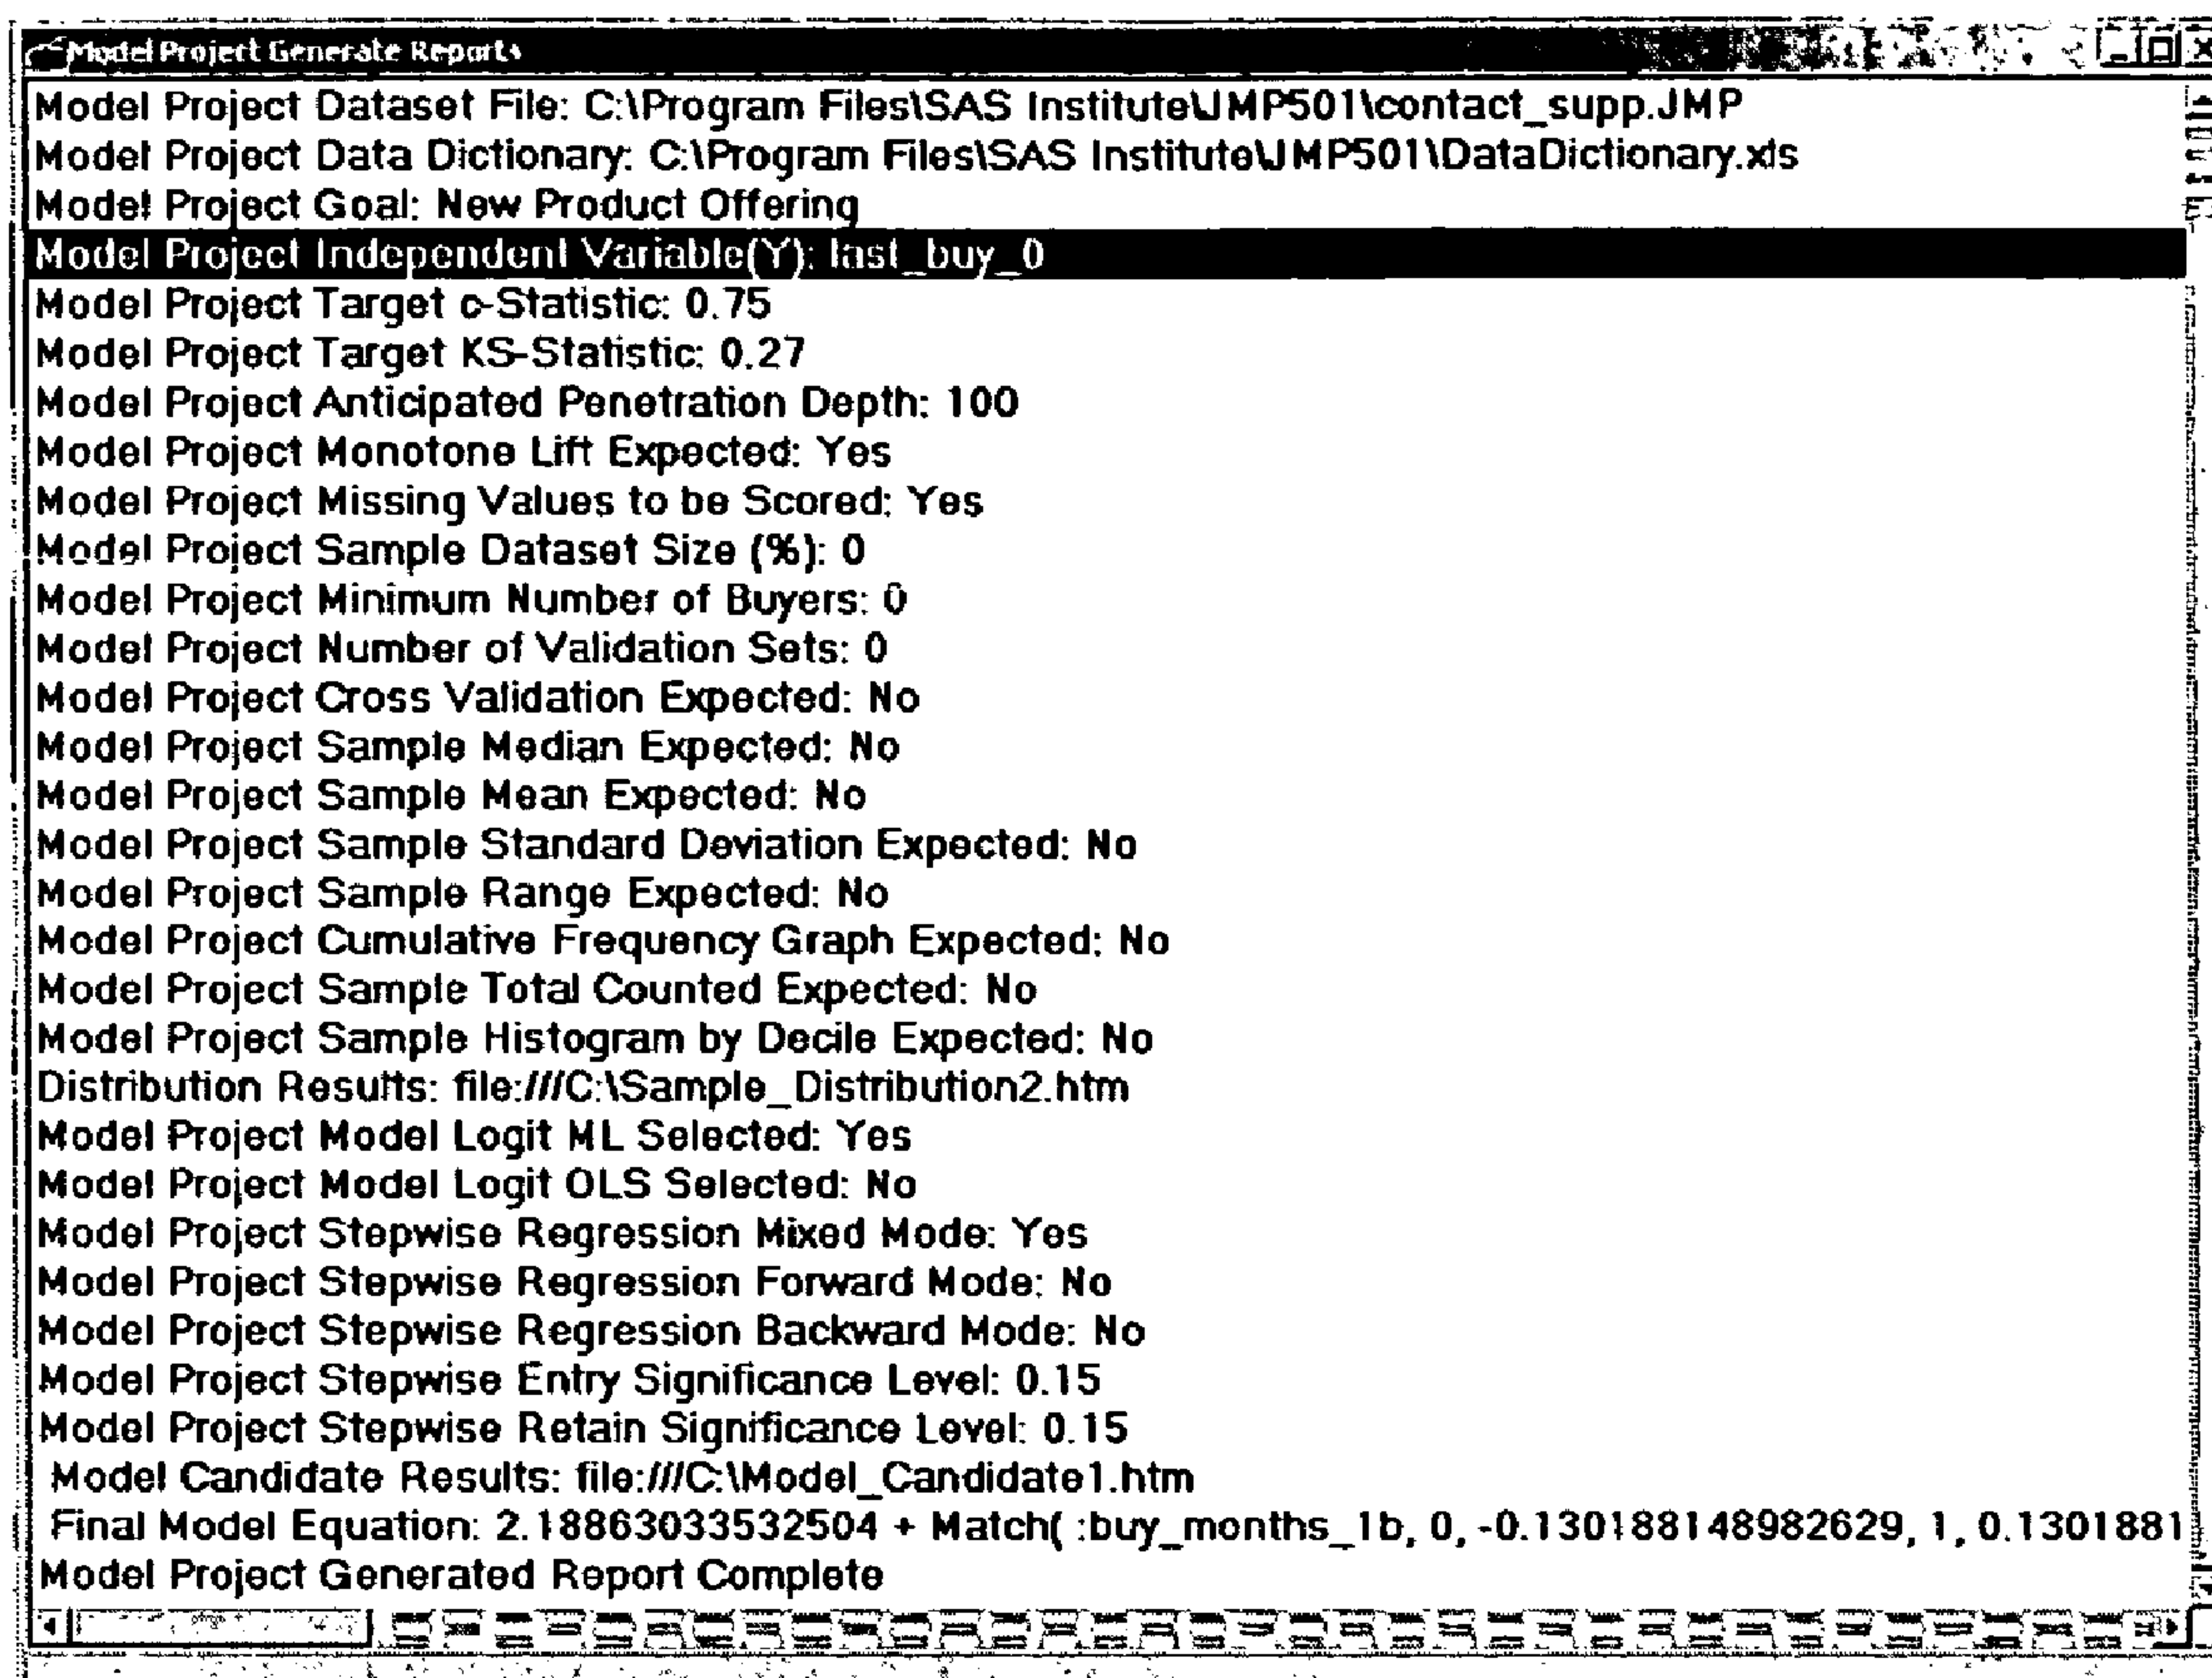 Model Project Generate Reports
Model Project Dataset File: C:\Program Files\SAS Institute\JMP501\contact_supp.JMP
Model Project Data Dictionary: C:\Program Files\SAS Institute\JMP501\DataDictionary.xls
Model Project Goal: New Product Offering
Model Project Independent Variable(Y): last_buy_0
Model Project Target c-Statistic: 0.75
Model Project Target KS-Statistic: 0.27
Model Project Anticipated Penetration Depth: 100
Model Project Monotone Lift Expected: Yes
Model Project Missing Values to be Scored: Yes
Model Project Sample Dataset Size (%): 0
Model Project Minimum Number of Buyers: 0
Model Project Number of Validation Sets: 0
Model Project Cross Validation Expected: No
Model Project Sample Median Expected: No
Model Project Sample Mean Expected: No
Model Project Sample Standard Deviation Expected: No
Model Project Sample Range Expected: No
Model Project Cumulative Frequency Graph Expected: No
Model Project Sample Total Counted Expected: No
Model Project Sample Histogram by Decile Expected: No
Distribution Results: file:///C:\Sample_Distribution2.htm
Model Project Model Logit ML Selected: Yes
Model Project Model Logit OLS Selected: No
Model Project Stepwise Regression Mixed Mode: Yes
Model Project Stepwise Regression Forward Mode: No
Model Project Stepwise Regression Backward Mode: No
Model Project Stepwise Entry Significance Level: 0.15
Model Project Stepwise Retain Significance Level: 0.15
Model Candidate Results: file:///C:\Model_Candidate1.htm
Final Model Equation: 2.18863033532504 + Match( :buy_months_1b, 0, -0.130188148982629, 1, 0.1301881
Model Project Generated Report Complete